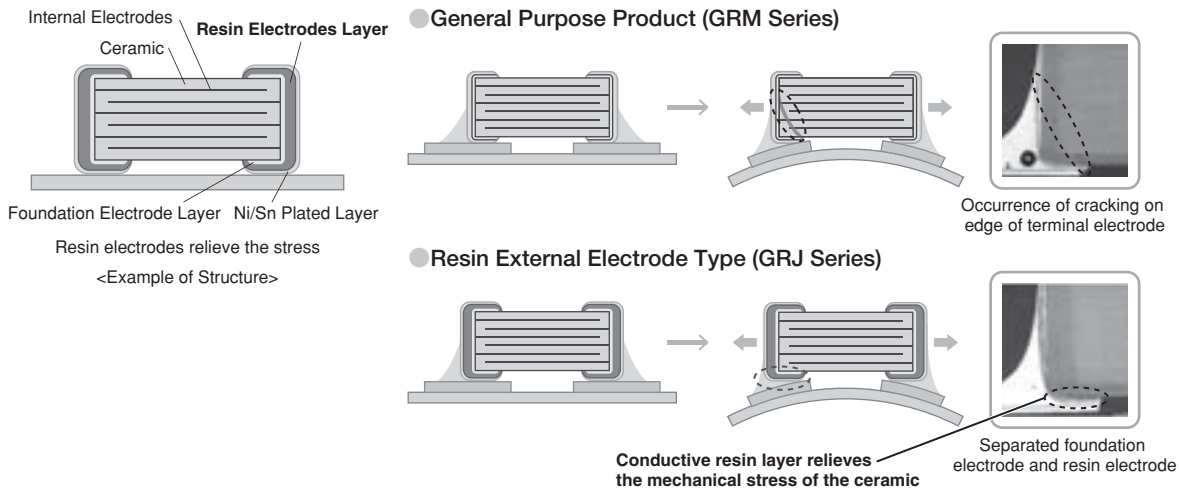 Internal Electrodes
Resin Electrodes Layer
Ceramic
Foundation Electrode Layer Ni/Sn Plated Layer
Resin electrodes relieve the stress
<Example of Structure>
General Purpose Product (GRM Series)
Occurrence of cracking on
edge of terminal electrode
Resin External Electrode Type (GRJ Series)
Conductive resin layer relieves
the mechanical stress of the ceramic
Separated foundation
electrode and resin electrode